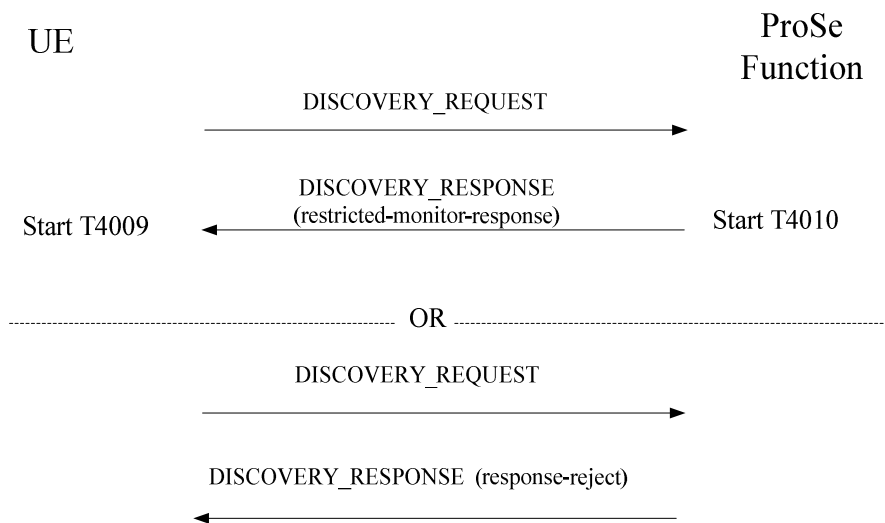 UE
ProSe
Function
DISCOVERY_REQUEST
DISCOVERY_RESPONSE
(restricted-monitor-response)
Start T4009
Start T4010
OR
DISCOVERY_REQUEST
DISCOVERY_RESPONSE (response-reject)